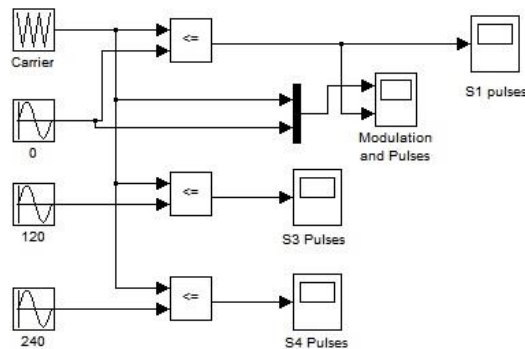 <=
Carrier
S1 pulses
0
Modulation
and Pulses
<=
120
S3 Pulses
<=
240
S4 Pulses